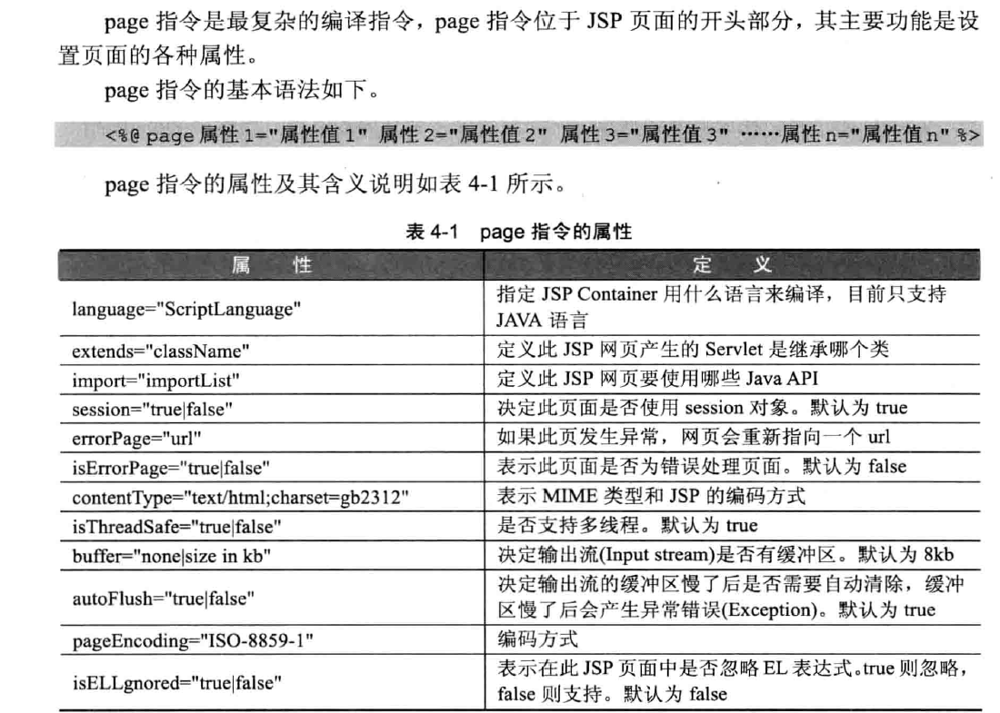 page 指令是最复杂的编译指令，page 指令位于 JSP 页面的开头部分，其主要功能是设
置页面的各种属性。
page 指令的基本语法如下。
<%@ page 属性 1="属性值 1" 属性 2="属性值 2" 属性 3="属性值 3" ……属性 n="属性值 n" %>
page 指令的属性及其含义说明如表 4-1 所示。
表 4-1 page 指令的属性
属 性 定 义
language="ScriptLanguage" 指定 JSP Container 用什么语言来编译，目前只支持
JAVA 语言
extends="className" 定义此 JSP 网页产生的 Servlet 是继承哪个类
import="importList" 定义此 JSP 网页要使用哪些 Java API
session="true|false" 决定此页面是否使用 session 对象。默认为 true
errorPage="url" 如果此页发生异常，网页会重新指向一个 url
isErrorPage="true|false" 表示此页面是否为错误处理页面。默认为 false
contentType="text/html;charset=gb2312" 表示 MIME 类型和 JSP 的编码方式
isThreadSafe="true|false" 是否支持多线程。默认为 true
buffer="none|size in kb" 决定输出流(Input stream)是否有缓冲区。默认为 8kb
autoFlush="true|false" 决定输出流的缓冲区慢了后是否需要自动清除，缓冲
区慢了后会产生异常错误(Exception)。默认为 true
pageEncoding="ISO-8859-1" 编码方式
isELLgnored="true|false" 表示在此 JSP 页面中是否忽略 EL 表达式。true 则忽略，
false 则支持。默认为 false